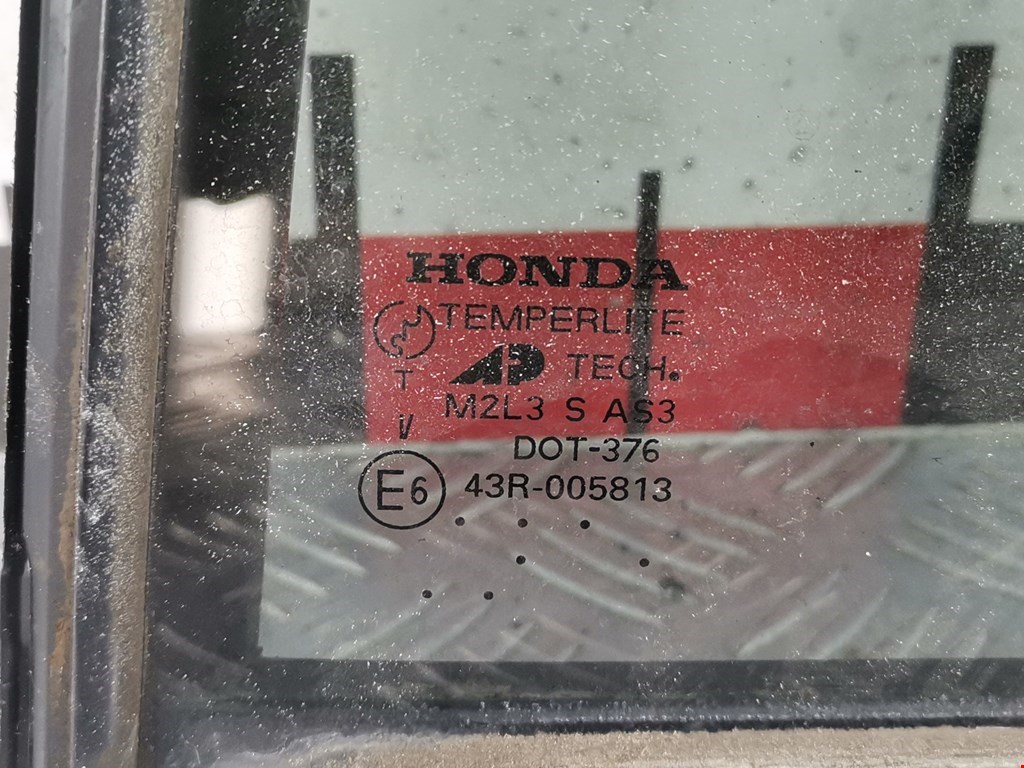 HONDA
TEMPERLITE
S
AP TECH.
T
M2L3 S AS3
V
DOT-376
E6 43R-005813